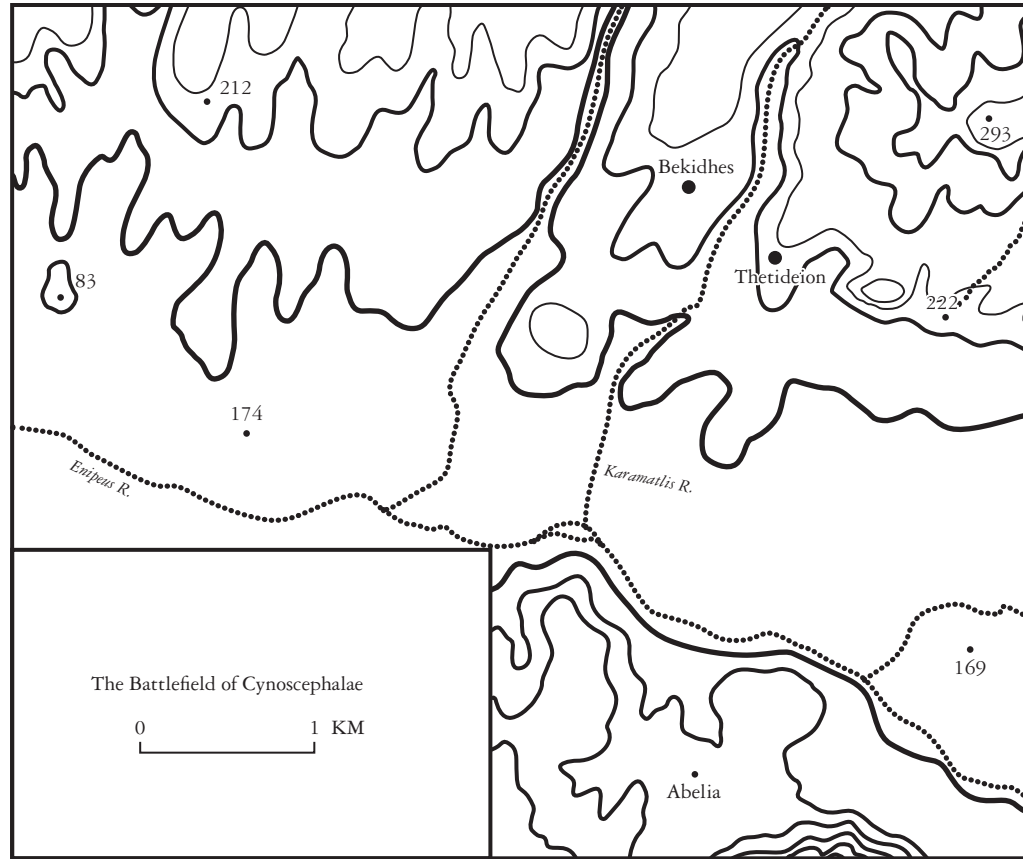 212
293
Bekidhes
Thetideion
83
222
174
Enipeus R.
Karamatlis R.
169
The Battlefield of Cynoscephalae
0 1 KM
Abelia